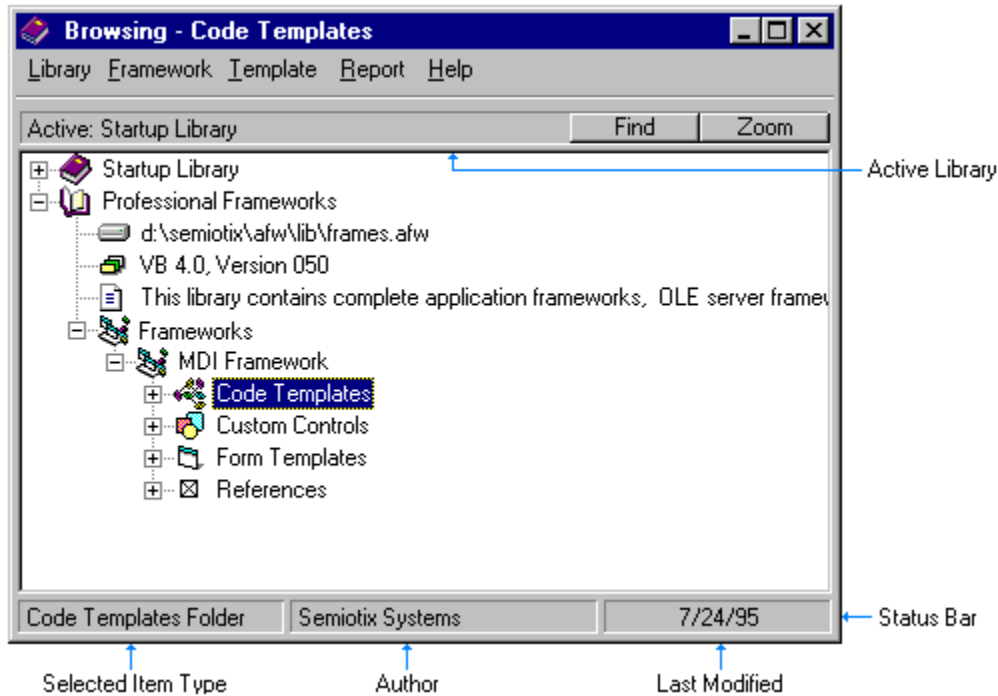 Browsing - Code Templates
Library Framework Template Report Help
Active: Startup Library Find Zoom
Startup Library Active Library
Professional Frameworks
d:\semiotix\afw\lib\frames.afw
VB 4.0, Version 050
This library contains complete application frameworks, OLE server
Frameworks
MDI Framework
Code Templates
Custom Controls
Form Templates
References
Code Templates Folder Semiotix Systems 7/24/95 Status Bar
Selected Item Type Author Last Modified